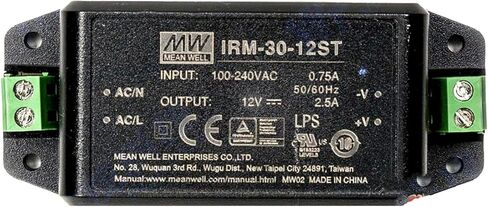 MW
MEAN WELL
IRM-30-12ST
INPUT: 100-240VAC 0.75A
50/60Hz
AC/N
OUTPUT: 12V⎓ 2.5A
-V
AC/L
+V
CE
LPS
MEAN WELL ENTERPRISES CO.,LTD.
No. 28, Wuquan 3rd Rd., Wugu Dist., New Taipei City 24891, Taiwan
Manual:www.meanwell.com/manual.html MW02 MADE IN CHINA